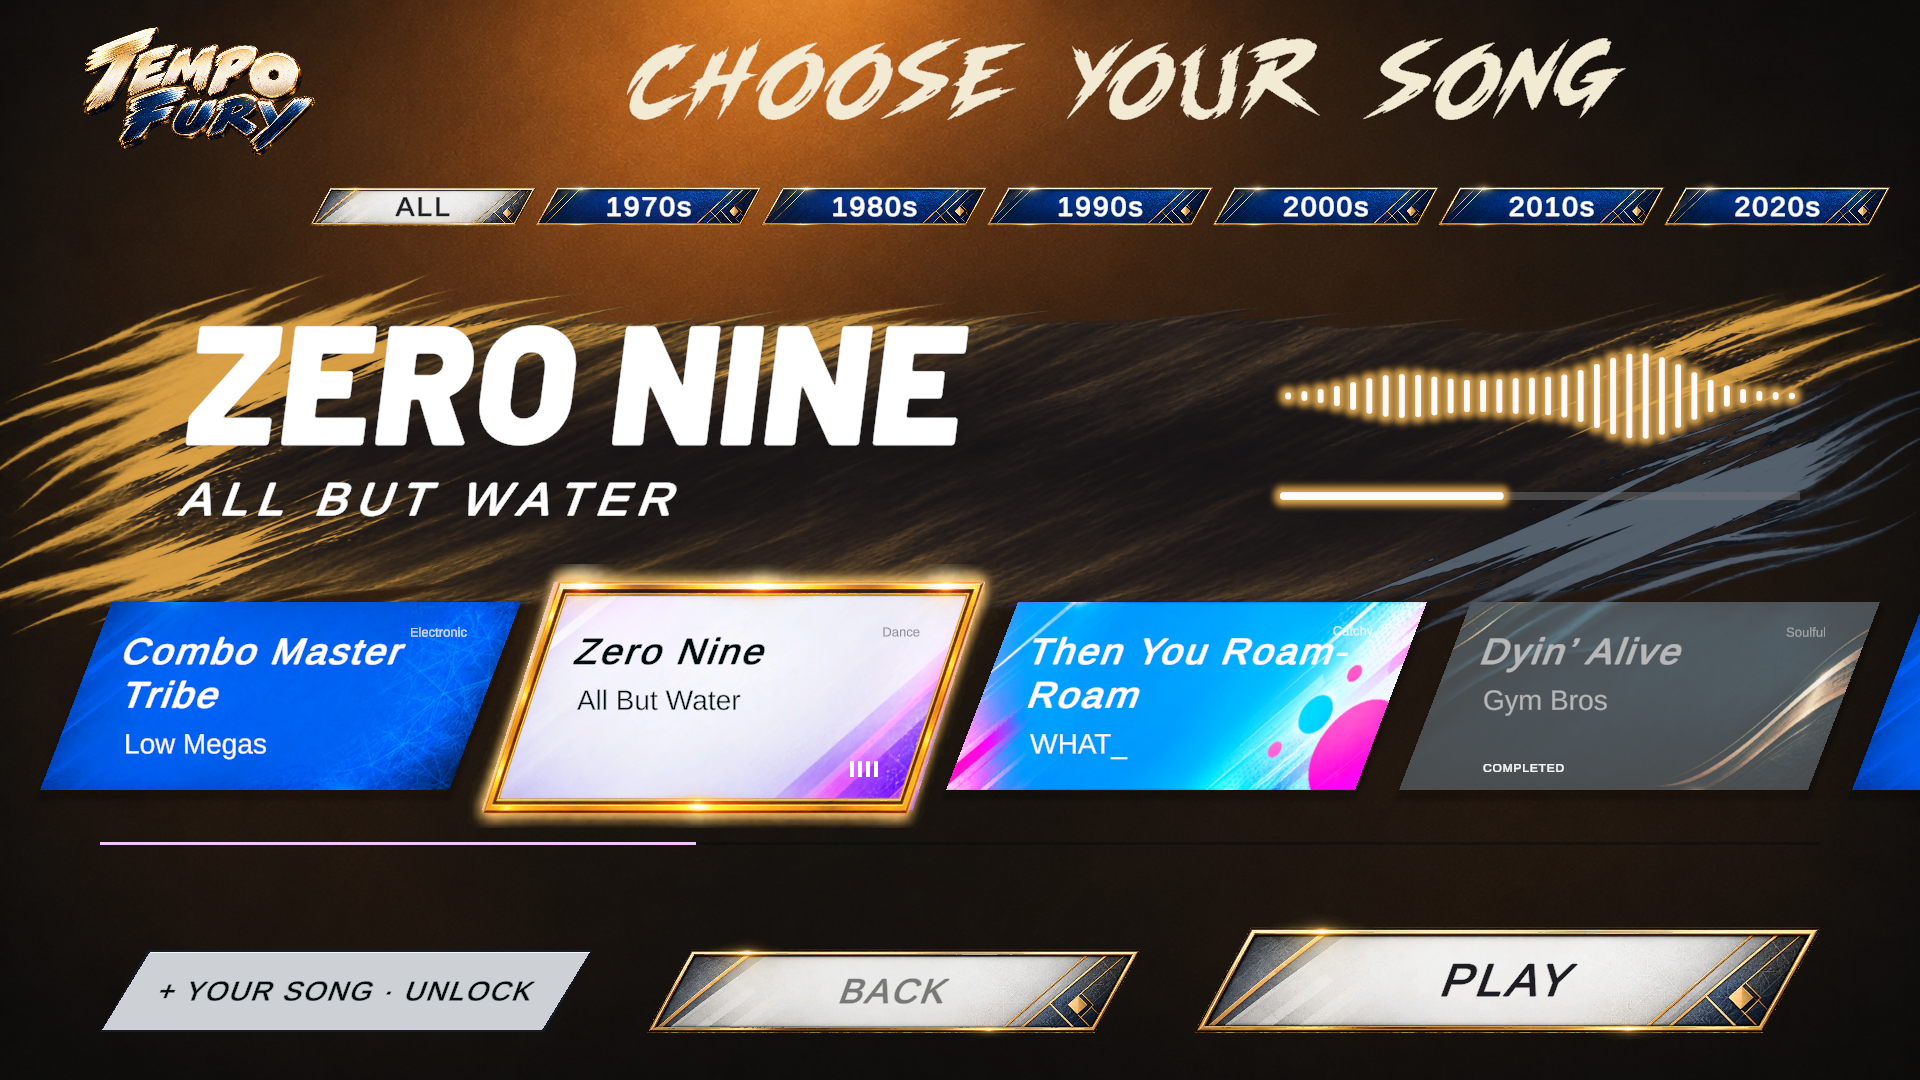 TEMPO
FURY
CHOOSE YOUR SONG
ALL
1970s
1980s
1990s
2000s
2010s
2020s
ZERO NINE
ALL BUT WATER
Combo Master
Tribe
Electronic
Low Megas
Zero Nine
Dance
All But Water
Then You Roam-
Roam
Catchy
WHAT_
Dyin’ Alive
Soulful
Gym Bros
COMPLETED
+ YOUR SONG · UNLOCK
BACK
PLAY